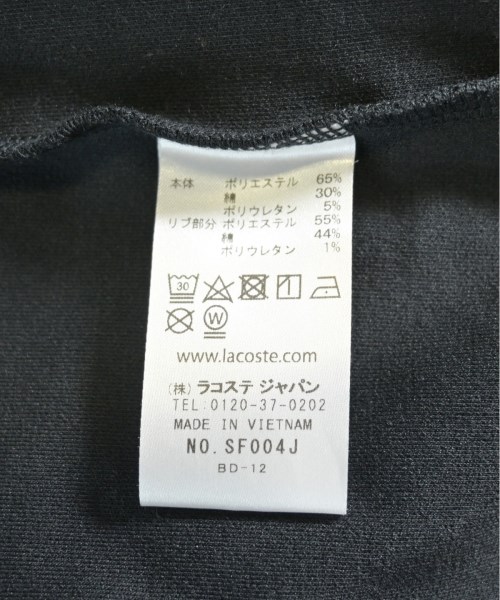 本体 ポリエステル 65%
綿 30%
ポリウレタン 5%
リブ部分 ポリエステル 55%
綿 44%
ポリウレタン 1%
30
W
www.lacoste.com
(株) ラコステ ジャパン
TEL:0120-37-0202
MADE IN VIETNAM
NO.SF004J
BD-12